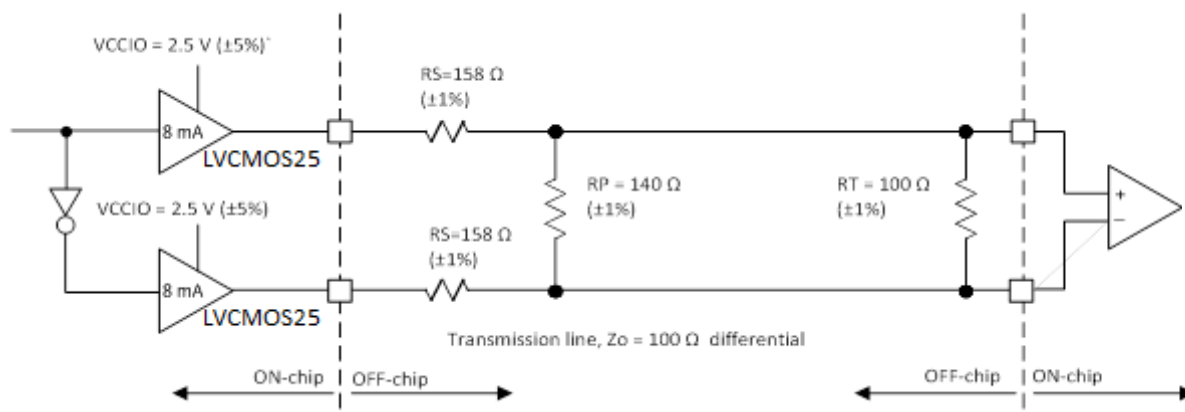 VCCIO = 2.5 V (±5%)`
8 mA
LVCMOS25
RS=158 Ω
(±1%)
RP = 140 Ω
(±1%)
RT = 100 Ω
(±1%)
+
−
VCCIO = 2.5 V (±5%)
8 mA
LVCMOS25
RS=158 Ω
(±1%)
Transmission line, Zo = 100 Ω differential
ON-chip
OFF-chip
OFF-chip
ON-chip